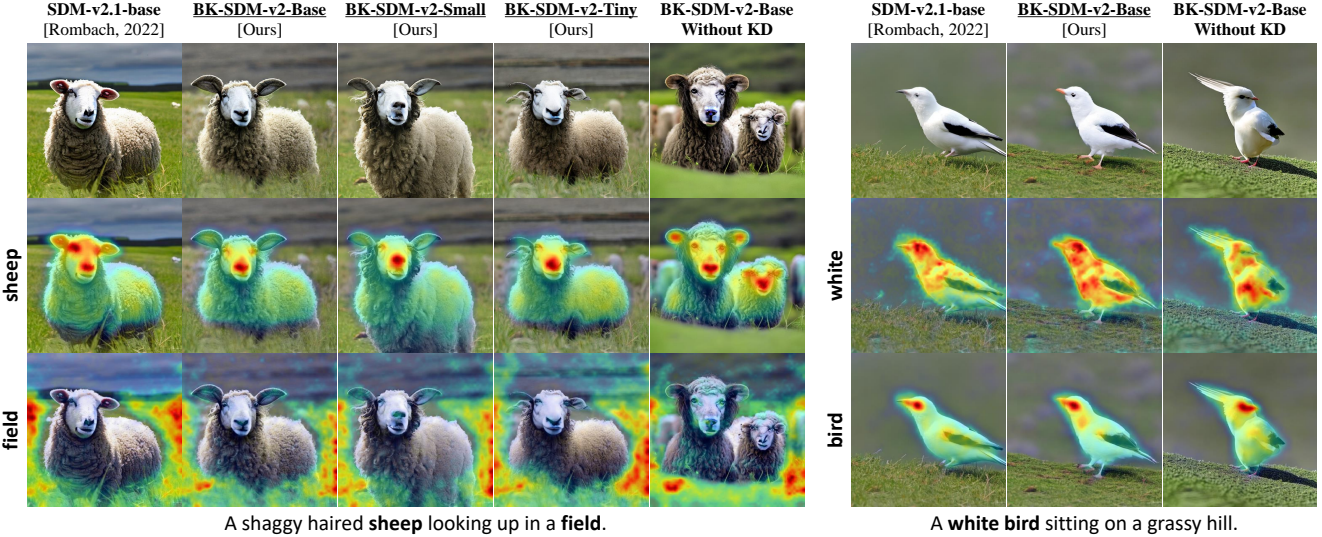 SDM-v2.1-base
[Rombach, 2022]
BK-SDM-v2-Base
[Ours]
BK-SDM-v2-Small
[Ours]
BK-SDM-v2-Tiny
[Ours]
BK-SDM-v2-Base
Without KD
sheep
field
A shaggy haired sheep looking up in a field.
SDM-v2.1-base
[Rombach, 2022]
BK-SDM-v2-Base
[Ours]
BK-SDM-v2-Base
Without KD
white
bird
A white bird sitting on a grassy hill.